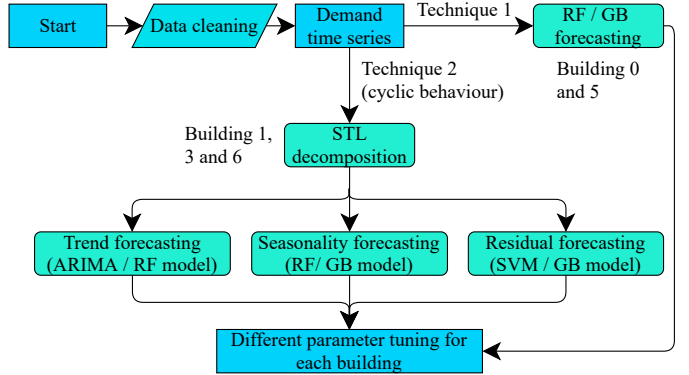 Start
Data cleaning
Demand
time series
Technique 1
RF / GB
forecasting
Building 0
and 5
Technique 2
(cyclic behaviour)
Building 1,
3 and 6
STL
decomposition
Trend forecasting
(ARIMA / RF model)
Seasonality forecasting
(RF/ GB model)
Residual forecasting
(SVM / GB model)
Different parameter tuning for
each building